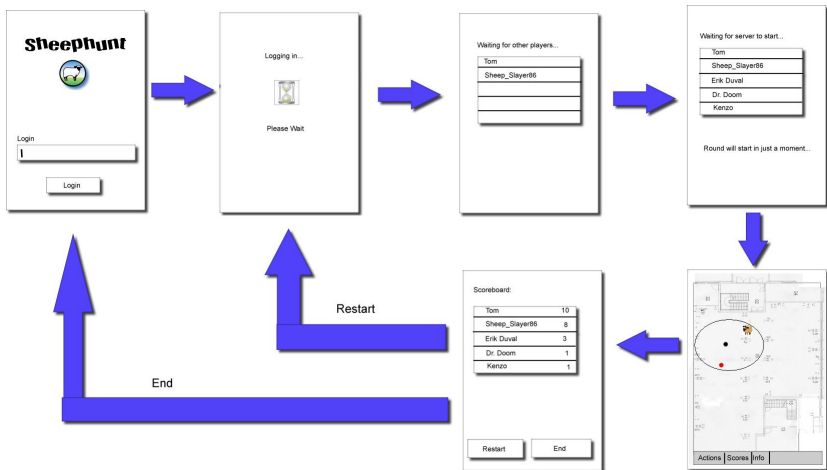 Sheephunt
Login
Login
Logging in...
Please Wait
Waiting for other players...
Tom
Sheep_Slayer86
Waiting for server to start...
Tom
Sheep_Slayer86
Erik Duval
Dr. Doom
Kenzo
Round will start in just a moment...
Actions Scores Info
Scoreboard:
Tom 10
Sheep_Slayer86 8
Erik Duval 3
Dr. Doom 1
Kenzo 1
Restart End
Restart
End